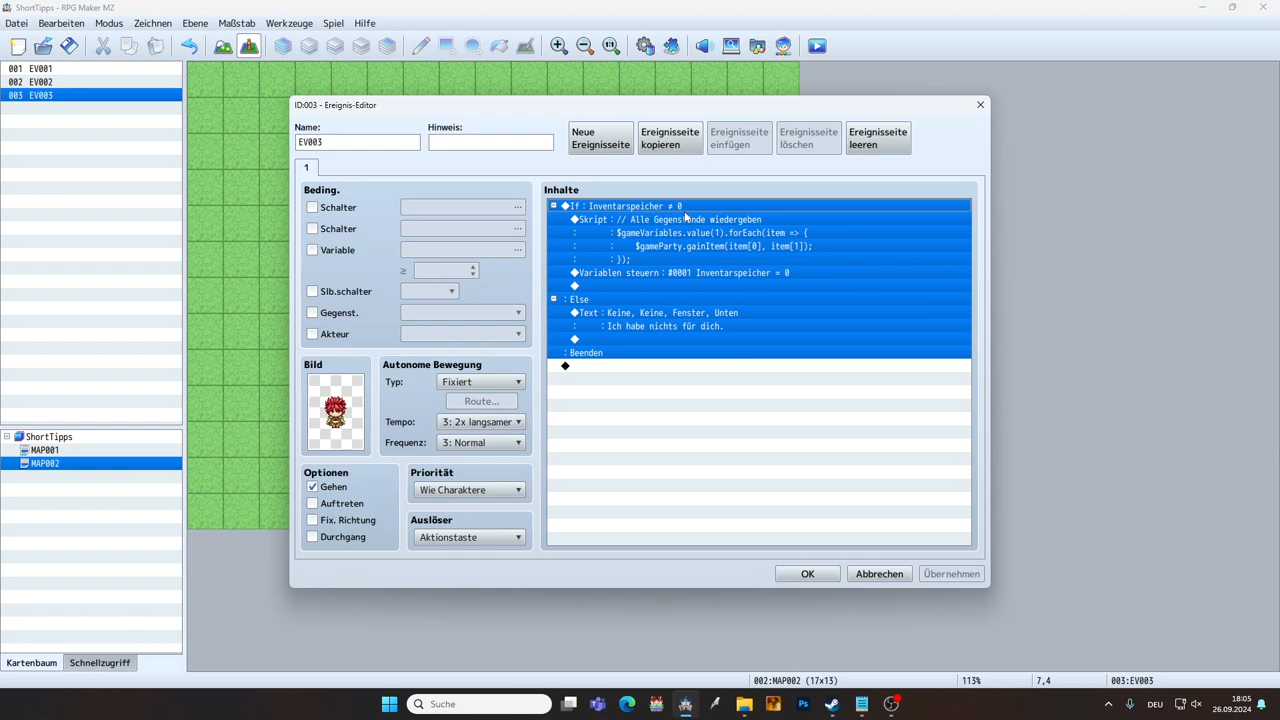 ShortTipps - RPG Maker MZ
Datei Bearbeiten Modus Zeichnen Ebene Maßstab Werkzeuge Spiel Hilfe
001 EV001
002 EV002
003 EV003
ID:003 - Ereignis-Editor
Name:
Hinweis:
EV003
Neue Ereignisseite
Ereignisseite kopieren
Ereignisseite einfügen
Ereignisseite löschen
Ereignisseite leeren
1
Beding.
Schalter
Schalter
Variable
≥
Slb.schalter
Gegenst.
Akteur
Bild
Autonome Bewegung
Typ: Fixiert
Route...
Tempo: 3: 2x langsamer
Frequenz: 3: Normal
Optionen
Gehen
Auftreten
Fix. Richtung
Durchgang
Priorität
Wie Charaktere
Auslöser
Aktionstaste
Inhalte
◆If : Inventarspeicher ≠ 0
◆Skript : // Alle Gegenstände wiedergeben
: : $gameVariables.value(1).forEach(item => {
: : $gameParty.gainItem(item[0], item[1]);
: : });
◆Variablen steuern : #0001 Inventarspeicher = 0
◆
: Else
◆Text : Keine, Keine, Fenster, Unten
: : Ich habe nichts für dich.
◆
: Beenden
◆
OK Abbrechen Übernehmen
ShortTipps
MAP001
MAP002
Kartenbaum Schnellzugriff
002:MAP002 (17×13) 113% 7,4 003:EV003
Suche
DEU
18:05
26.09.2024